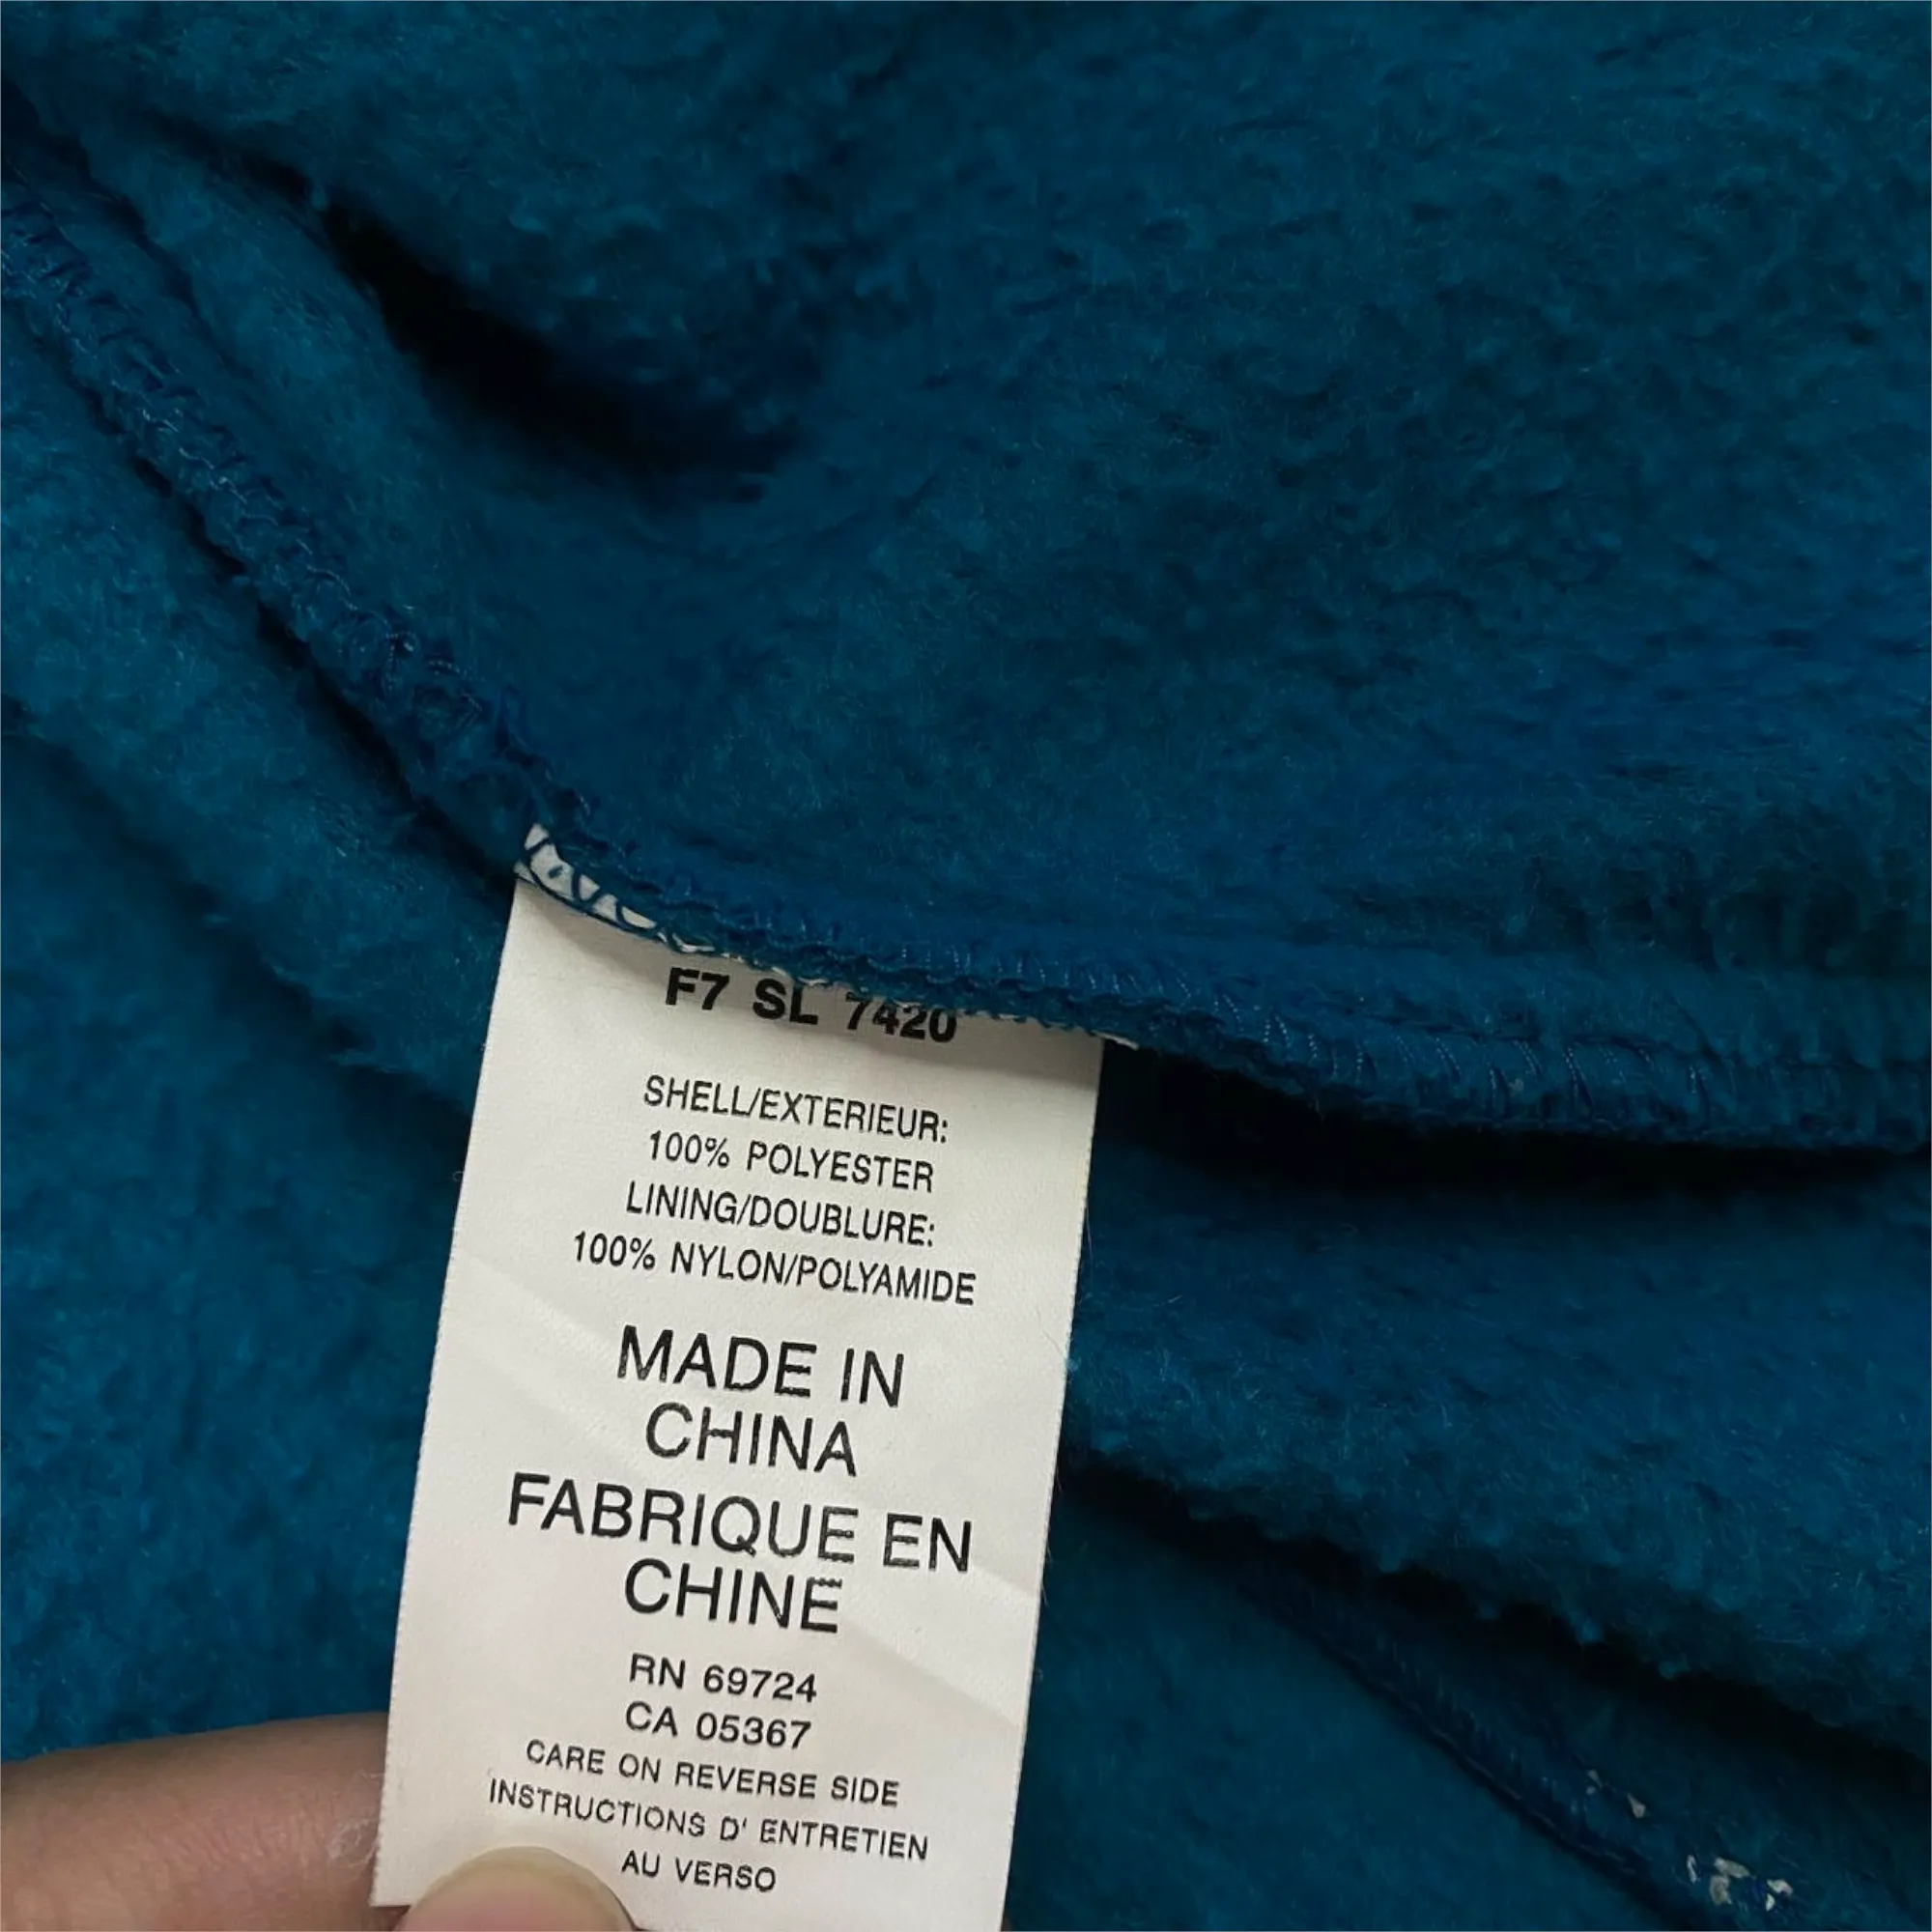 F7 SL 7420
SHELL/EXTERIEUR:
100% POLYESTER
LINING/DOUBLURE:
100% NYLON/POLYAMIDE
MADE IN
CHINA
FABRIQUE EN
CHINE
RN 69724
CA 05367
CARE ON REVERSE SIDE
INSTRUCTIONS D' ENTRETIEN
AU VERSO